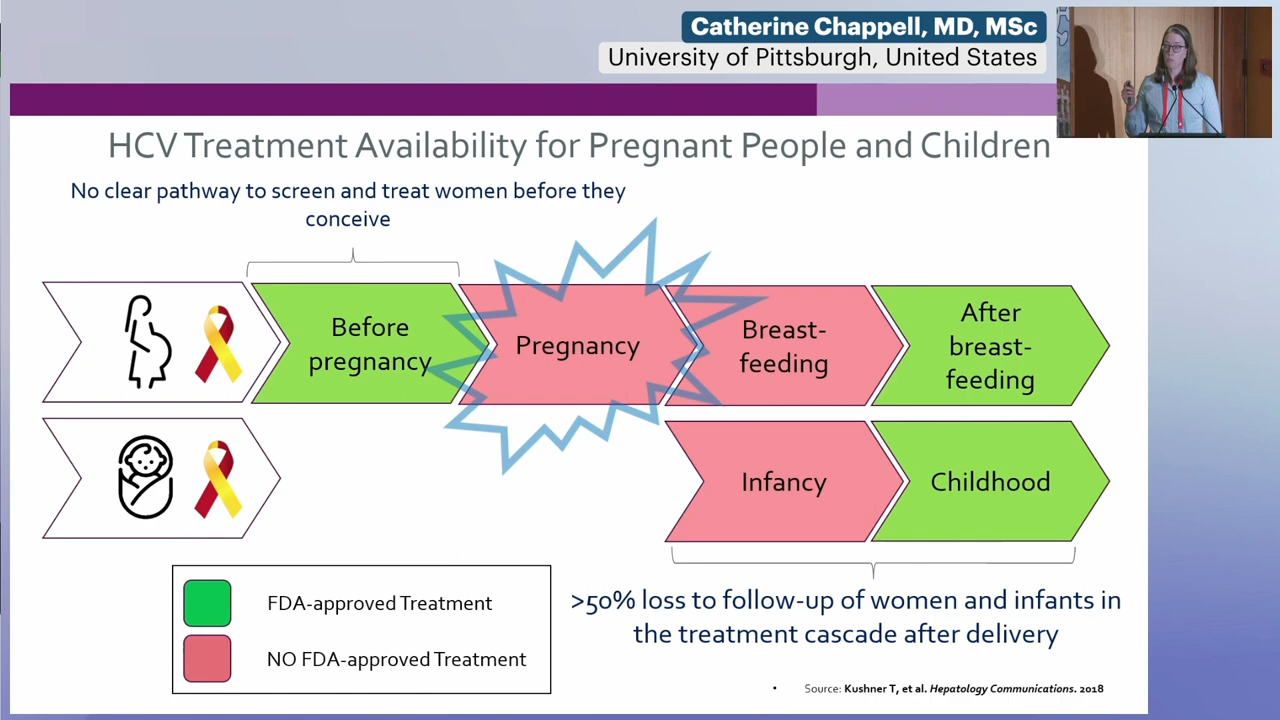 Catherine Chappell, MD, MSc
University of Pittsburgh, United States
HCV Treatment Availability for Pregnant People and Children
No clear pathway to screen and treat women before they
conceive
Before
pregnancy
Pregnancy
Breast-
feeding
After
breast-
feeding
Infancy
Childhood
FDA-approved Treatment
NO FDA-approved Treatment
>50% loss to follow-up of women and infants in
the treatment cascade after delivery
• Source: Kushner T, et al. Hepatology Communications. 2018